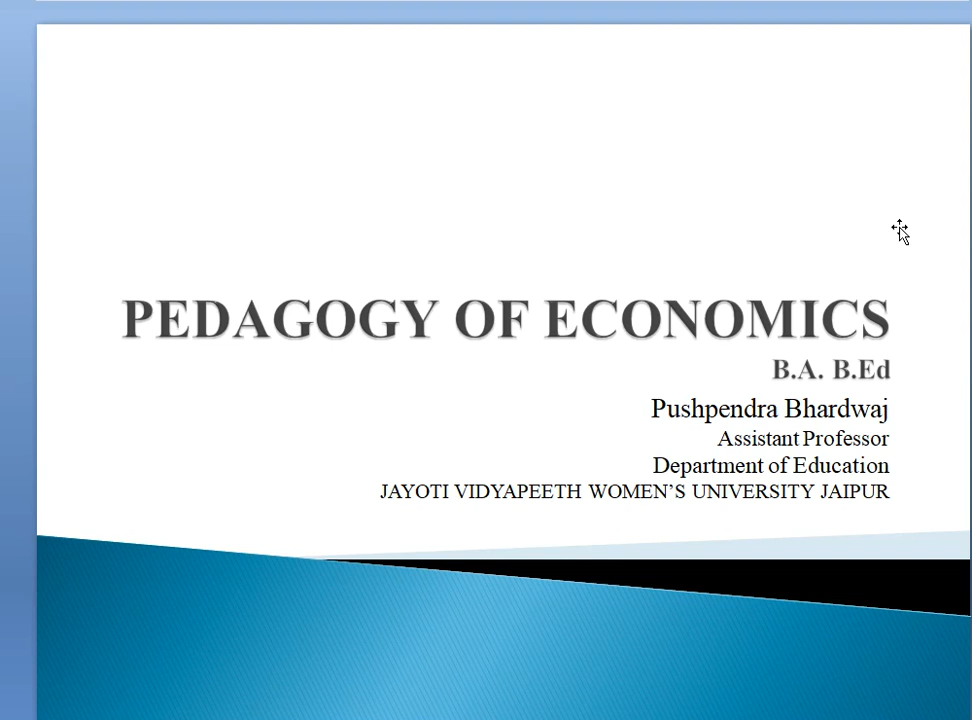 PEDAGOGY OF ECONOMICS
B.A. B.Ed
Pushpendra Bhardwaj
Assistant Professor
Department of Education
JAYOTI VIDYAPEETH WOMEN’S UNIVERSITY JAIPUR